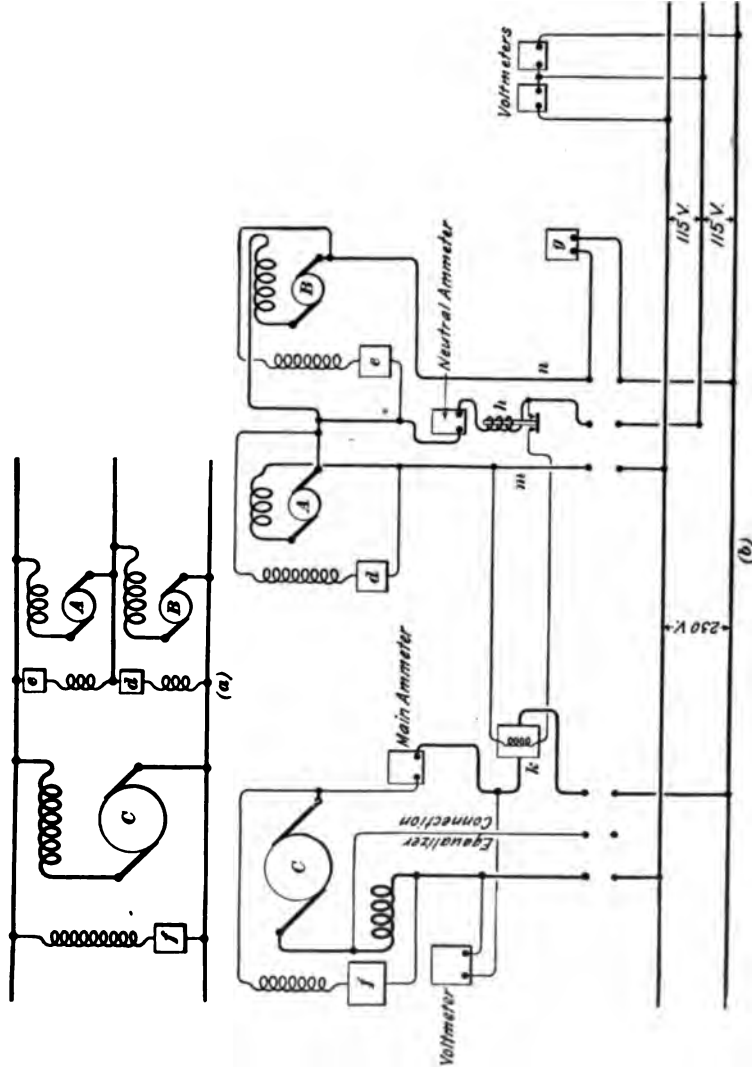 C
f
A
B
e
d
(a)
Voltmeters
Neutral Ammeter
Main Ammeter
Equalizer
Connection
Voltmeter
C
f
A
B
d
e
g
h
k
m
n
115 V.
115 V.
230 V.
(b)